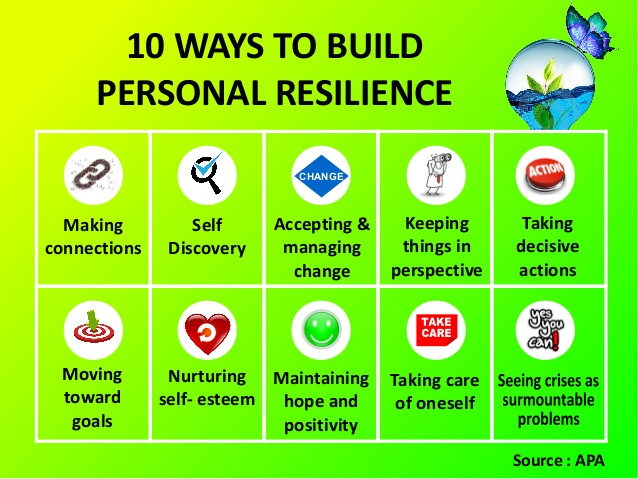 10 WAYS TO BUILD
PERSONAL RESILIENCE
Making
connections
Self
Discovery
CHANGE
Accepting &
managing
change
Keeping
things in
perspective
ACTION
Taking
decisive
actions
Moving
toward
goals
Nurturing
self- esteem
Maintaining
hope and
positivity
TAKE
CARE
Taking care
of oneself
yes
you
can!
Seeing crises as
surmountable
problems
Source : APA